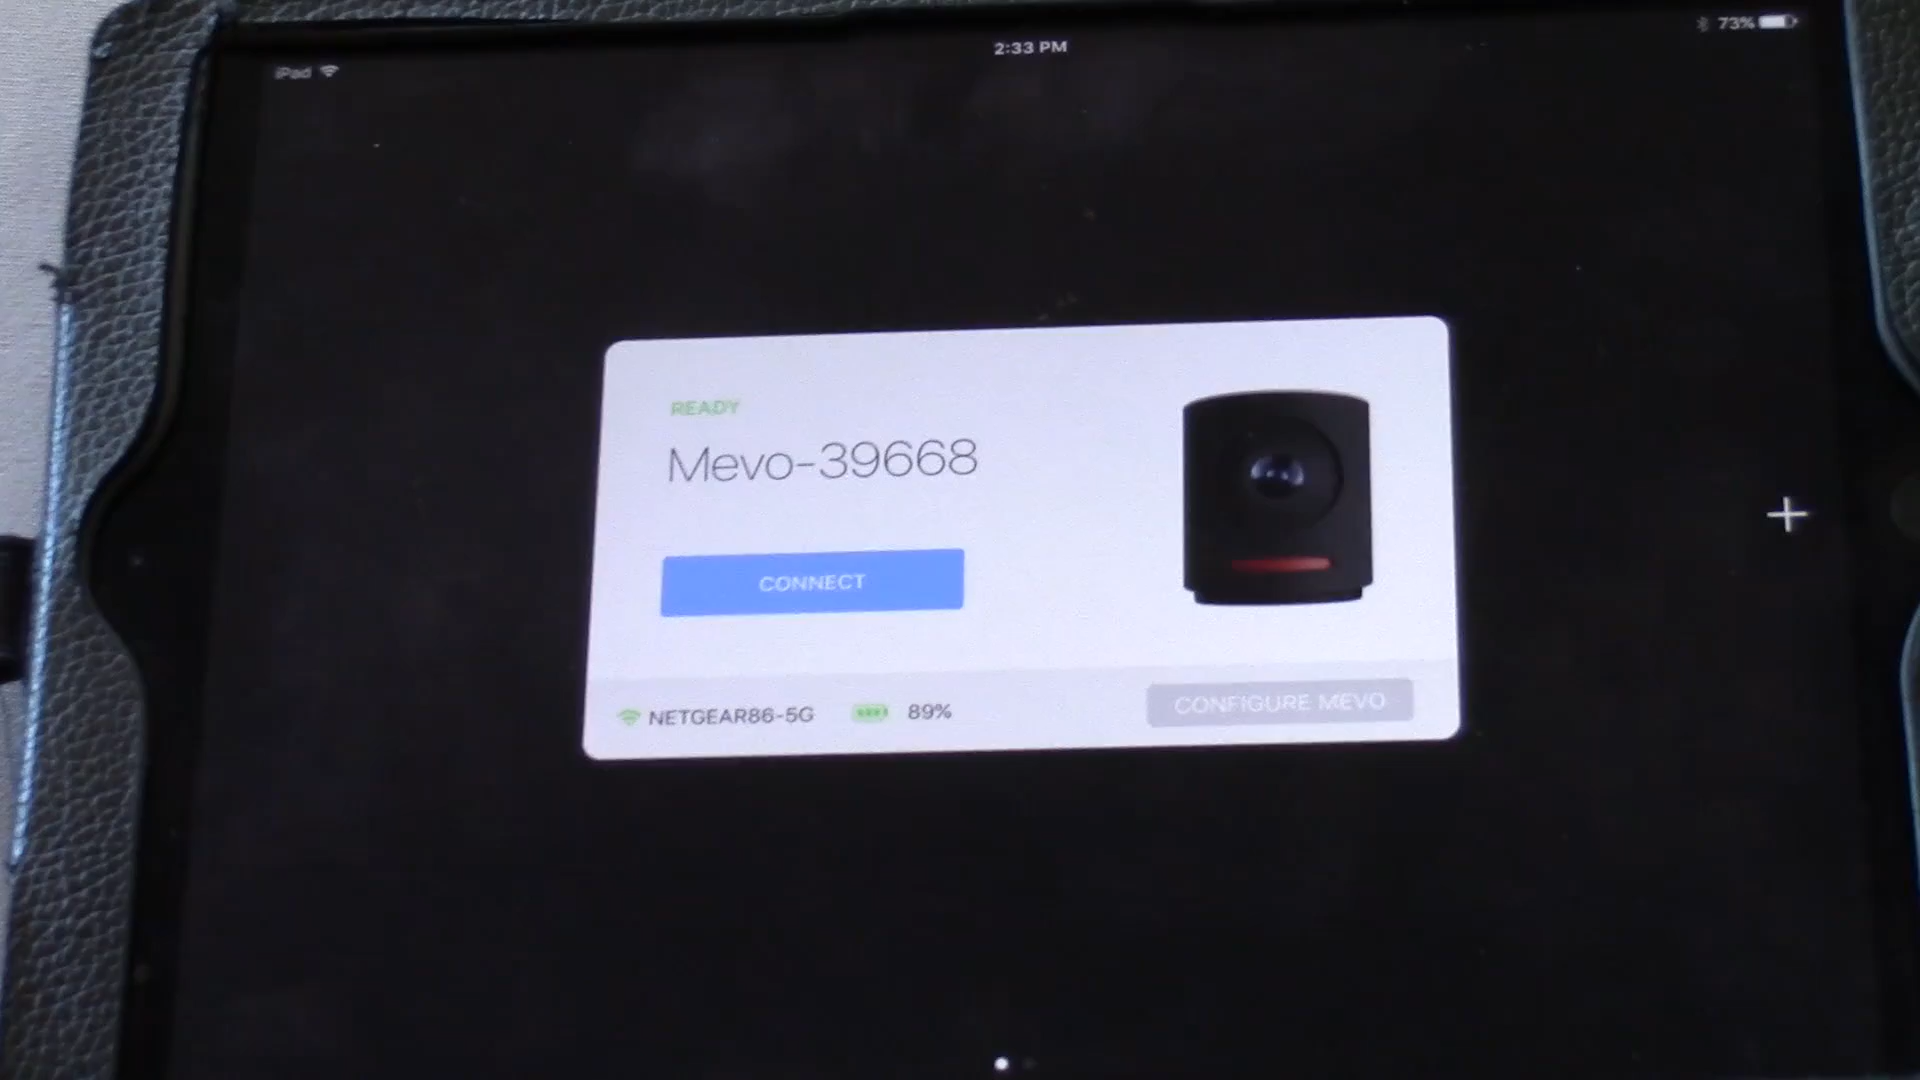 2:33 PM
73%
iPad
READY
Mevo-39668
CONNECT
NETGEAR86-5G 89% CONFIGURE MEVO